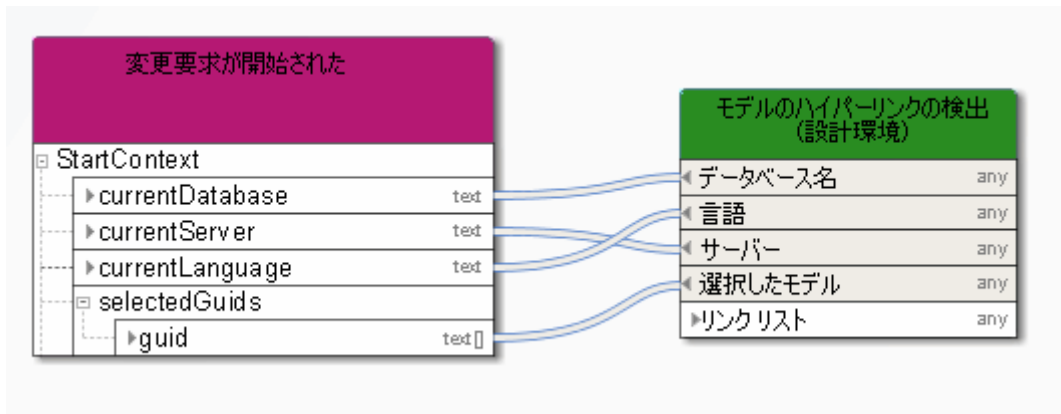 変更要求が開始された
StartContext
currentDatabase text
currentServer text
currentLanguage text
selectedGuids
guid text[]
モデルのハイパーリンクの検出
(設計環境)
データベース名 any
言語 any
サーバー any
選択したモデル any
リンク リスト any